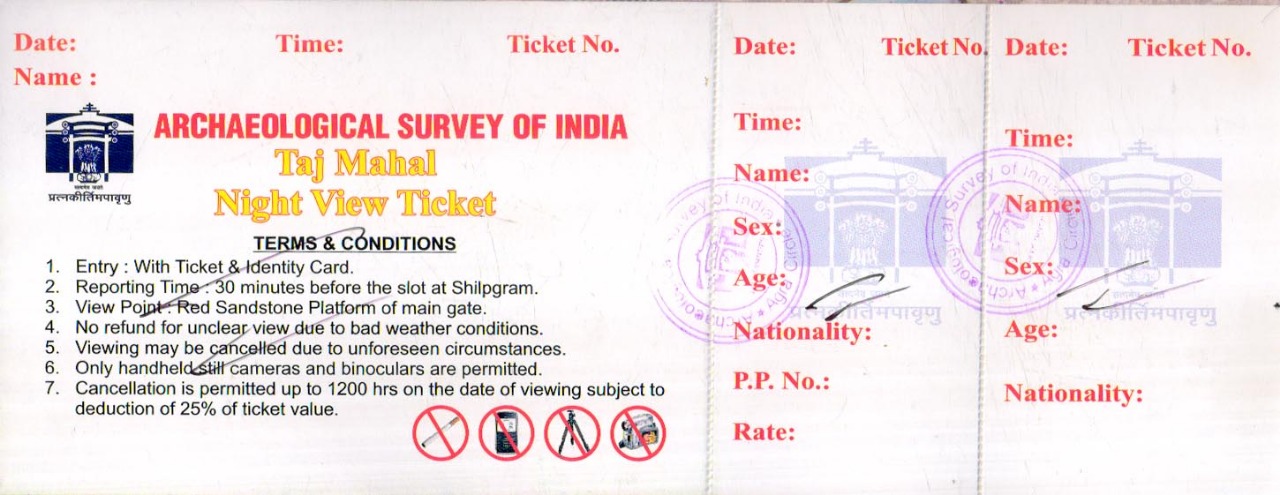 Date: Time: Ticket No.
Name :
प्रत्नकीर्तिमपावृणु
ARCHAEOLOGICAL SURVEY OF INDIA
Taj Mahal
Night View Ticket
TERMS & CONDITIONS
1. Entry : With Ticket & Identity Card.
2. Reporting Time : 30 minutes before the slot at Shilpgram.
3. View Point : Red Sandstone Platform of main gate.
4. No refund for unclear view due to bad weather conditions.
5. Viewing may be cancelled due to unforeseen circumstances.
6. Only handheld still cameras and binoculars are permitted.
7. Cancellation is permitted up to 1200 hrs on the date of viewing subject to
deduction of 25% of ticket value.
Date: Ticket No.
Time:
Name:
Sex:
Age:
Nationality:
P.P. No.:
Rate:
प्रत्नकीर्तिमपावृणु
Survey of India
Agra Circle
Date: Ticket No.
Time:
Name:
Sex:
Age:
Nationality:
प्रत्नकीर्तिमपावृणु
Archaeological Survey of India
Agra Circle